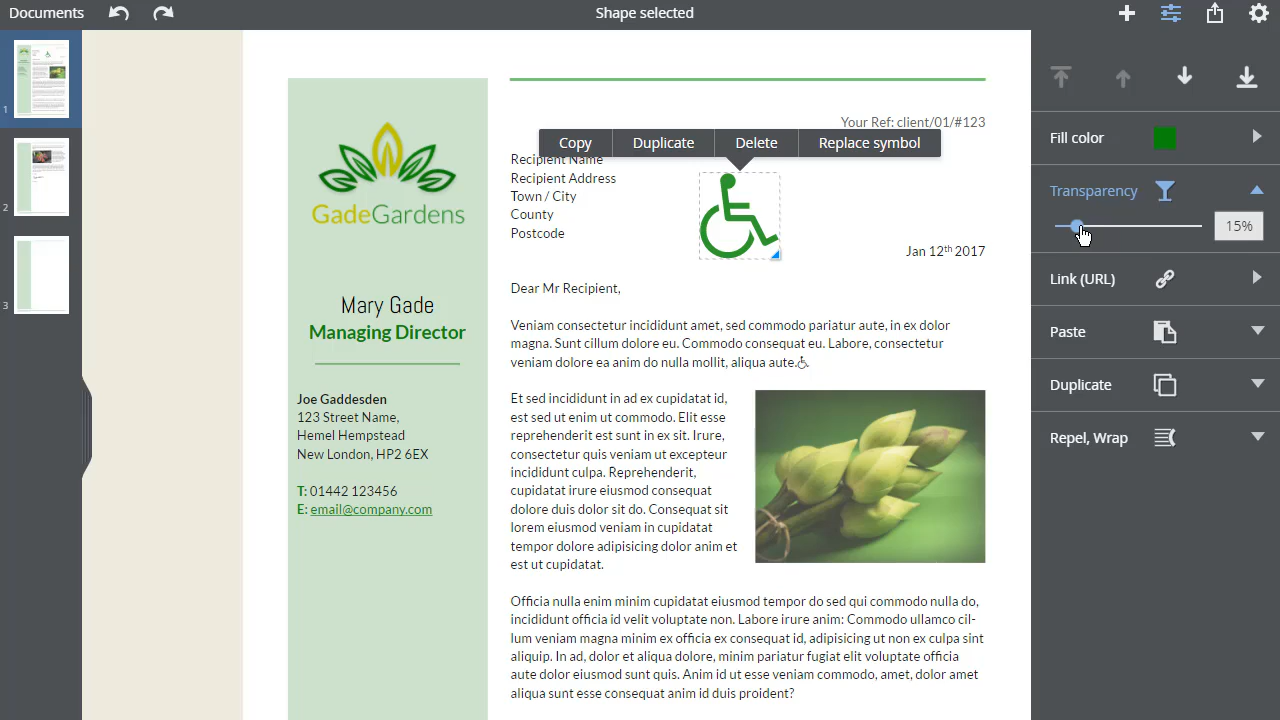 Documents
Shape selected
1
2
3
GadeGardens
Mary Gade
Managing Director
Joe Gaddesden
123 Street Name,
Hemel Hempstead
New London, HP2 6EX
T: 01442 123456
E: email@company.com
Your Ref: client/01/#123
Copy
Duplicate
Delete
Replace symbol
Recipient Name
Recipient Address
Town / City
County
Postcode
Jan 12th 2017
Dear Mr Recipient,
Veniam consectetur incididunt amet, sed commodo pariatur aute, in ex dolor
magna. Sunt cillum dolore eu. Commodo consequat eu. Labore, consectetur
veniam dolore ea anim do nulla mollit, aliqua aute.
Et sed incididunt in ad ex cupidatat id,
est sed ut enim ut commodo. Elit esse
reprehenderit est sunt in ex sit. Irure,
consectetur quis veniam ut excepteur
incididunt culpa. Reprehenderit,
cupidatat irure eiusmod consequat
dolore duis dolor sit do. Consequat sit
lorem eiusmod veniam in cupidatat
tempor dolore adipisicing dolor anim et
est ut cupidatat.
Officia nulla enim minim cupidatat eiusmod tempor do sed qui commodo nulla do,
incididunt officia id velit voluptate non. Labore irure anim: Commodo ullamco cil-
lum veniam magna minim ex officia ex consequat id, adipisicing ut non ex culpa sint
aliquip. In ad, dolor et aliqua dolore, minim pariatur fugiat elit voluptate officia
aute dolor eiusmod sunt quis. Anim id ut esse veniam commodo, amet, dolor amet
aliqua sunt esse consequat anim id duis proident?
Fill color
Transparency
15%
Link (URL)
Paste
Duplicate
Repel, Wrap